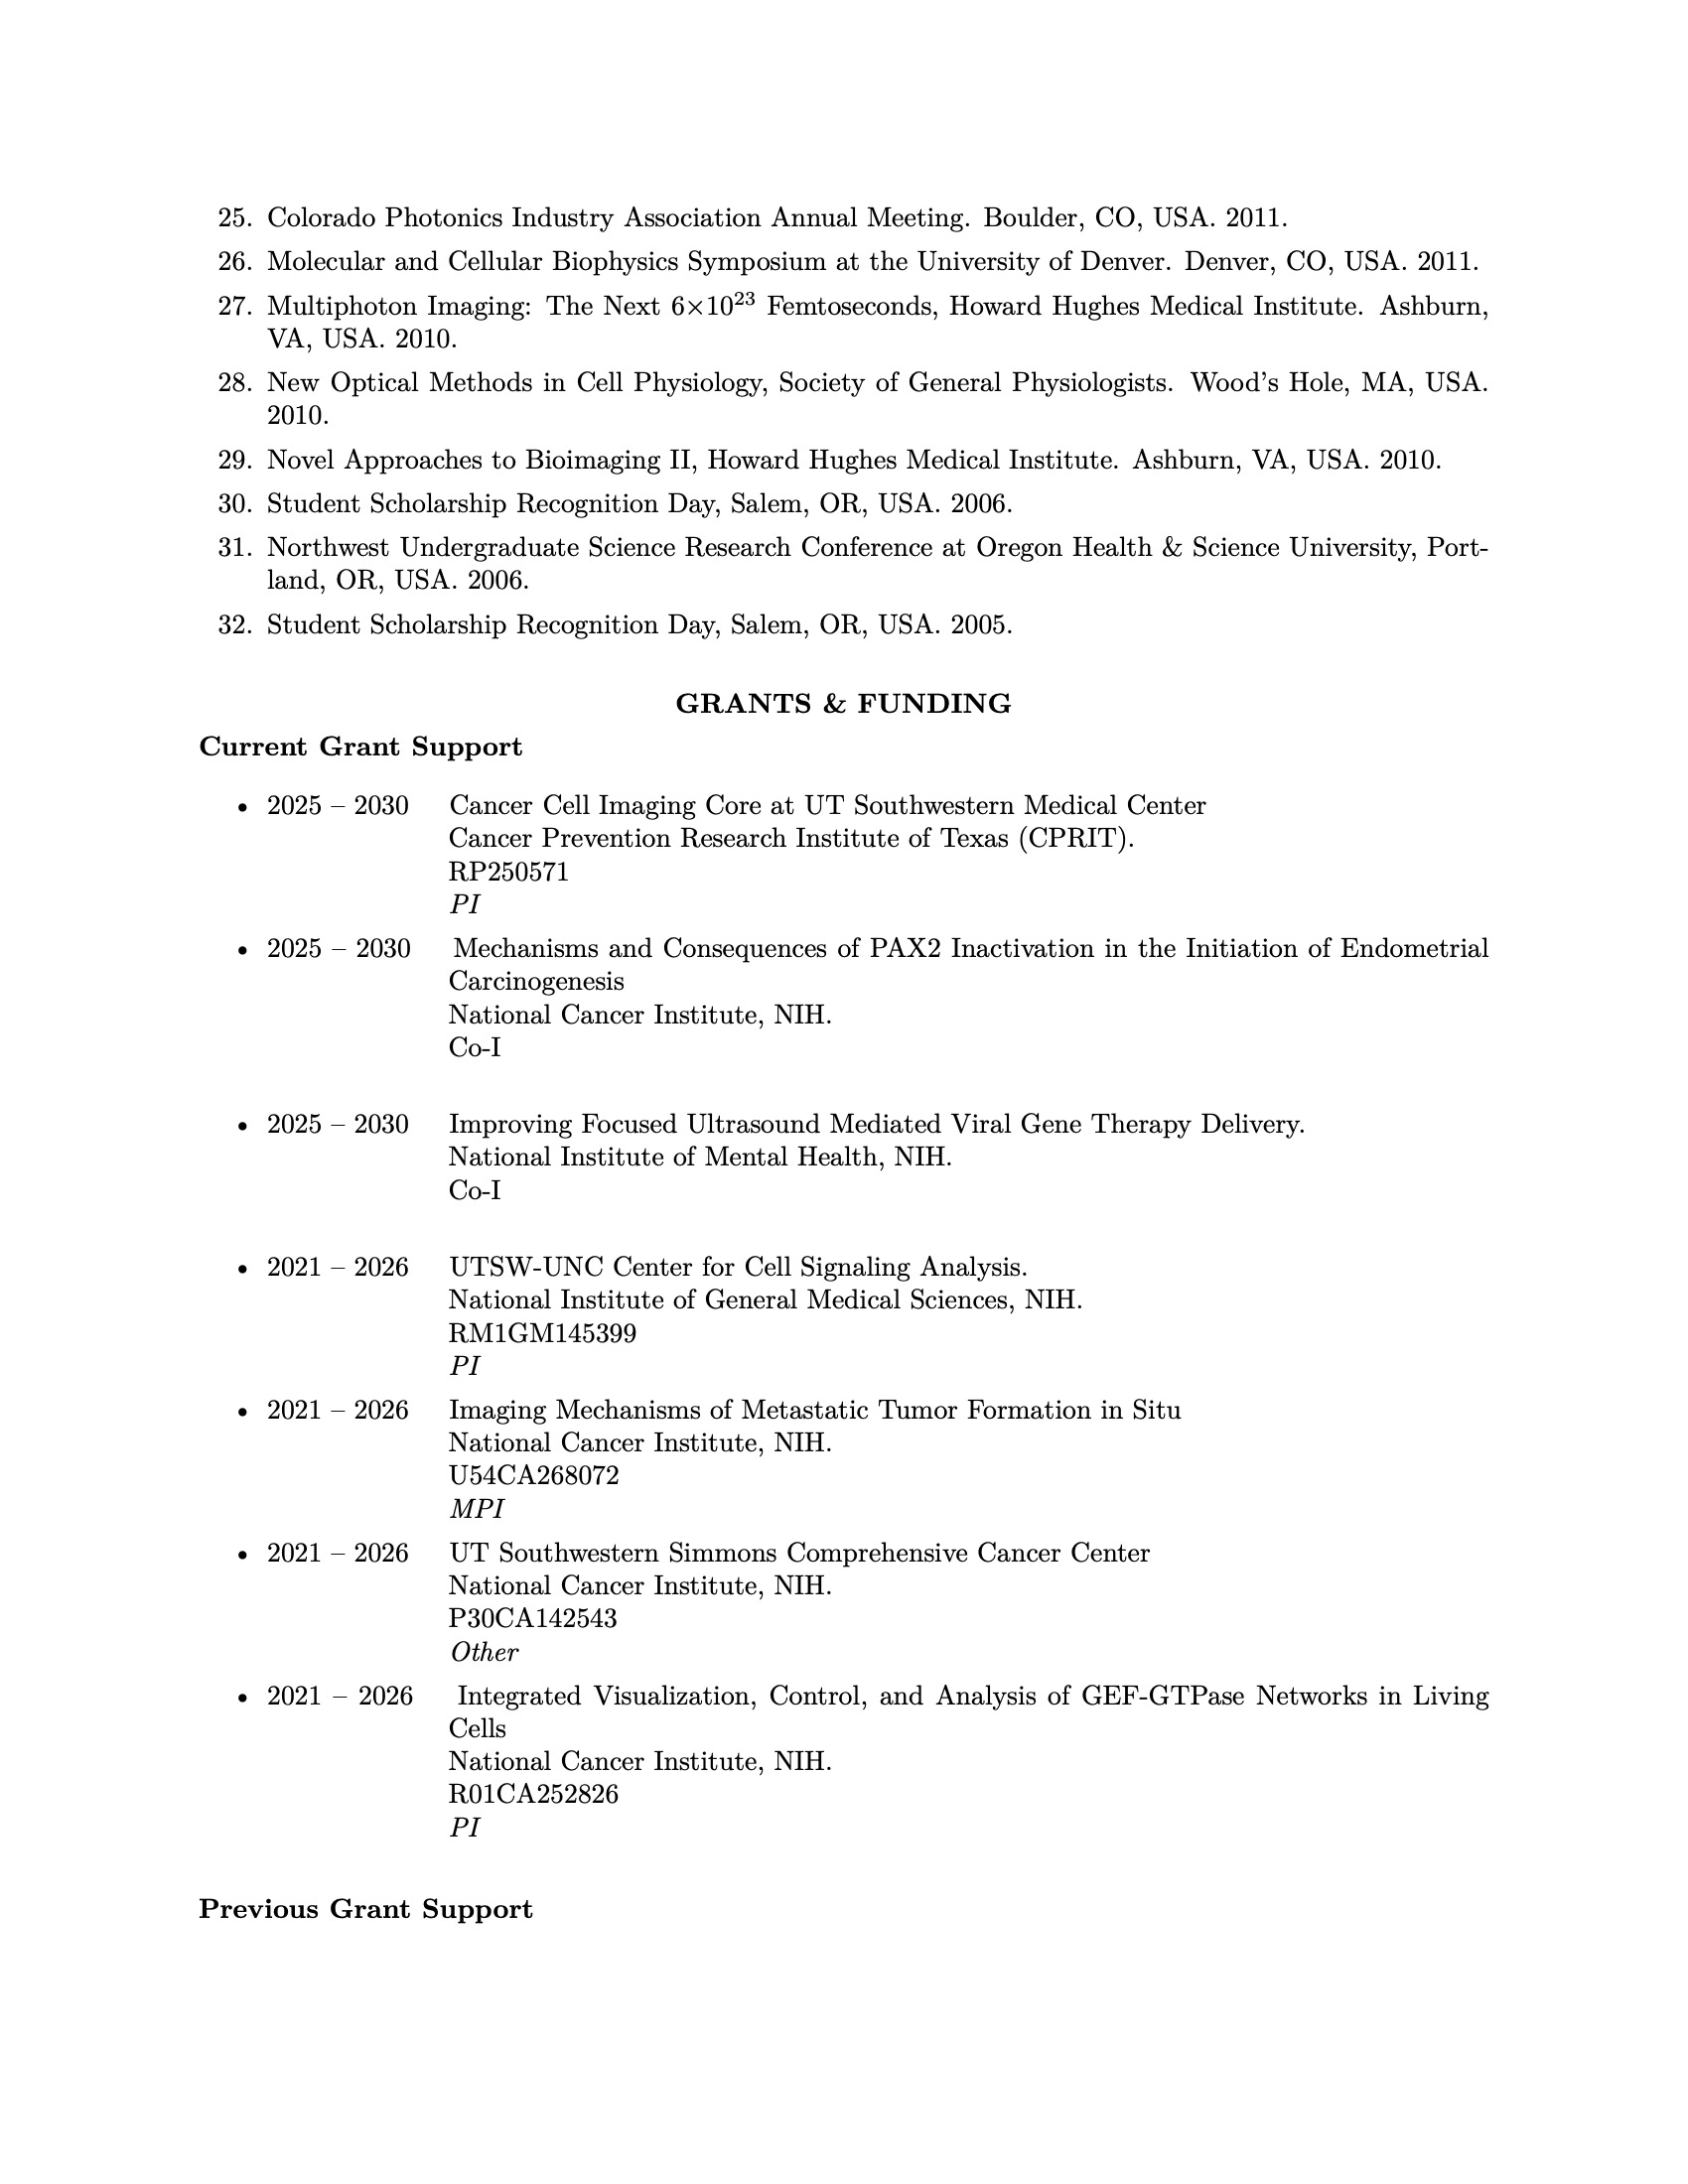 25. Colorado Photonics Industry Association Annual Meeting. Boulder, CO, USA. 2011.
26. Molecular and Cellular Biophysics Symposium at the University of Denver. Denver, CO, USA. 2011.
27. Multiphoton Imaging: The Next 6×10²³ Femtoseconds, Howard Hughes Medical Institute. Ashburn,
VA, USA. 2010.
28. New Optical Methods in Cell Physiology, Society of General Physiologists. Wood's Hole, MA, USA.
2010.
29. Novel Approaches to Bioimaging II, Howard Hughes Medical Institute. Ashburn, VA, USA. 2010.
30. Student Scholarship Recognition Day, Salem, OR, USA. 2006.
31. Northwest Undergraduate Science Research Conference at Oregon Health & Science University, Port-
land, OR, USA. 2006.
32. Student Scholarship Recognition Day, Salem, OR, USA. 2005.
GRANTS & FUNDING
Current Grant Support
• 2025 – 2030 Cancer Cell Imaging Core at UT Southwestern Medical Center
Cancer Prevention Research Institute of Texas (CPRIT).
RP250571
PI
• 2025 – 2030 Mechanisms and Consequences of PAX2 Inactivation in the Initiation of Endometrial
Carcinogenesis
National Cancer Institute, NIH.
Co-I
• 2025 – 2030 Improving Focused Ultrasound Mediated Viral Gene Therapy Delivery.
National Institute of Mental Health, NIH.
Co-I
• 2021 – 2026 UTSW-UNC Center for Cell Signaling Analysis.
National Institute of General Medical Sciences, NIH.
RM1GM145399
PI
• 2021 – 2026 Imaging Mechanisms of Metastatic Tumor Formation in Situ
National Cancer Institute, NIH.
U54CA268072
MPI
• 2021 – 2026 UT Southwestern Simmons Comprehensive Cancer Center
National Cancer Institute, NIH.
P30CA142543
Other
• 2021 – 2026 Integrated Visualization, Control, and Analysis of GEF-GTPase Networks in Living
Cells
National Cancer Institute, NIH.
R01CA252826
PI
Previous Grant Support